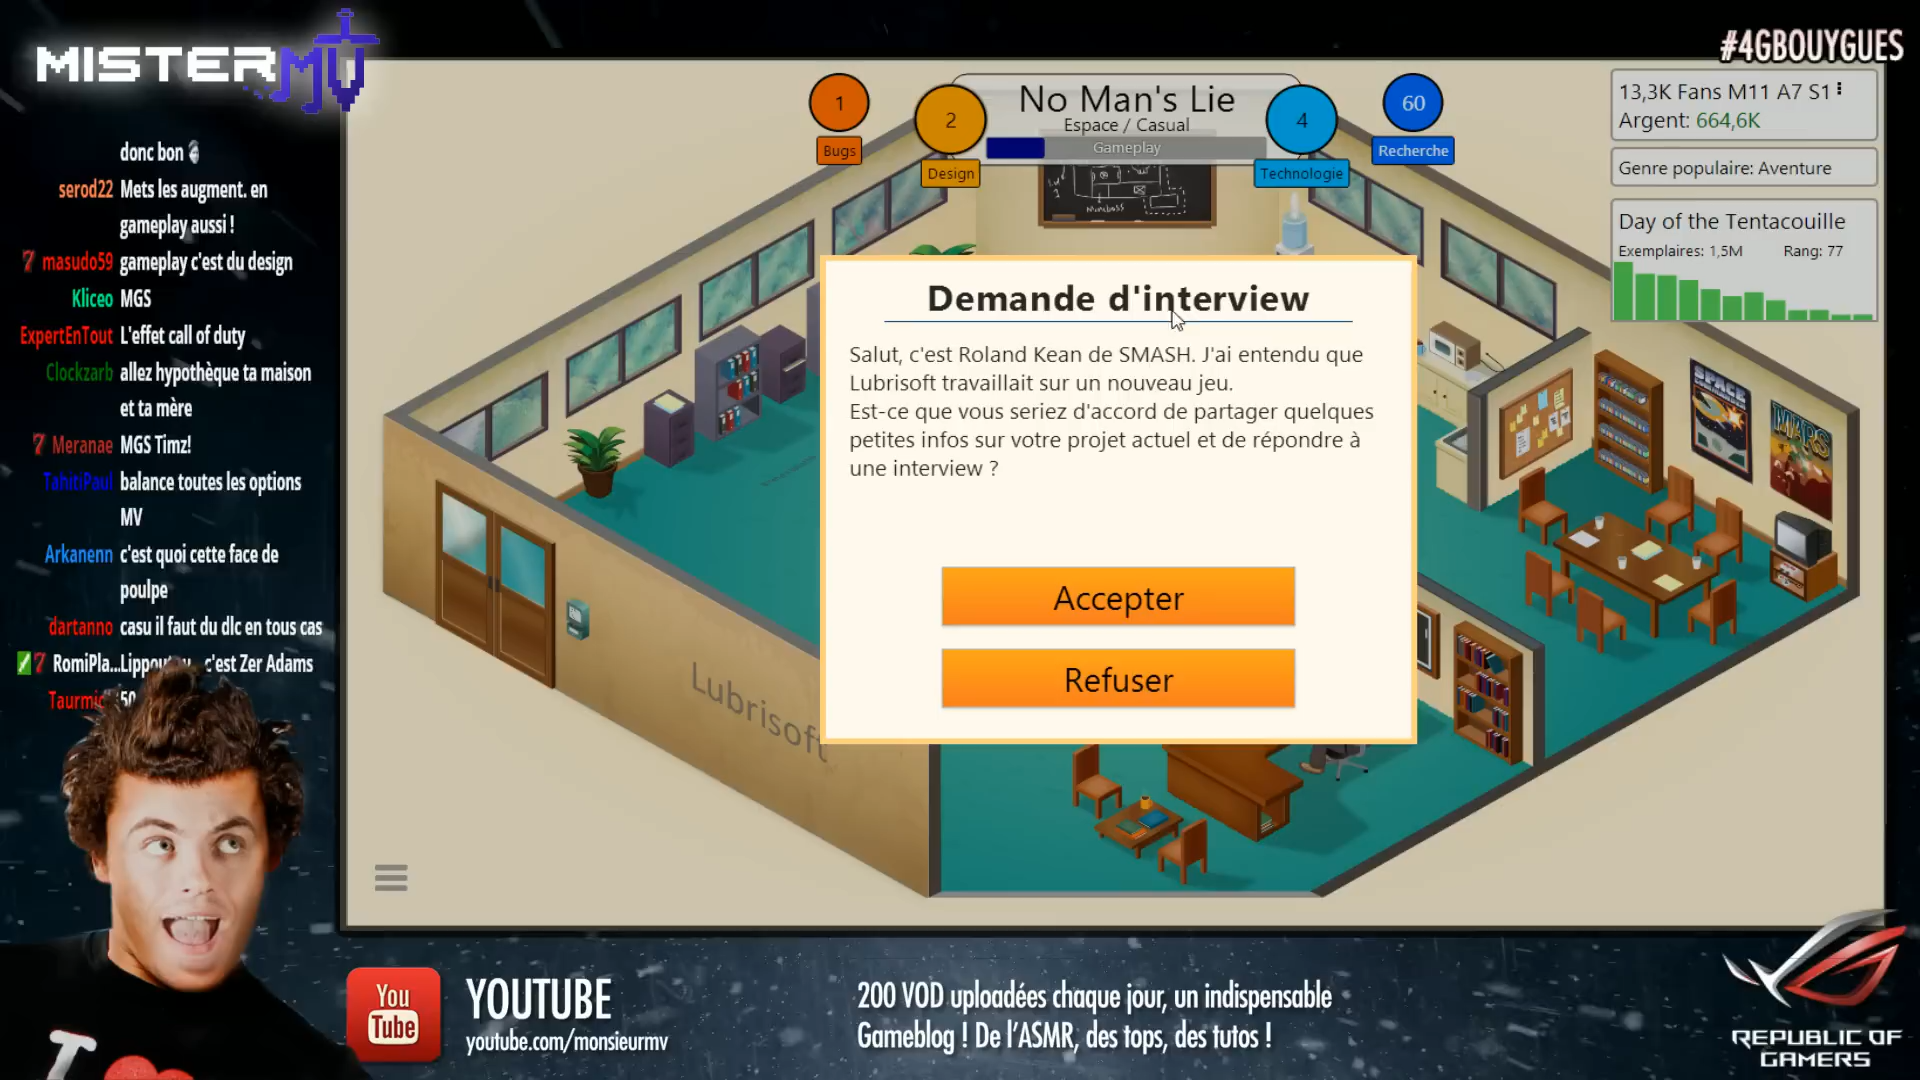 MISTERMV
#4GBOUYGUES
donc bon
serod22 Mets les augment. en
gameplay aussi !
masudo59 gameplay c'est du design
Kliceo MGS
ExpertEnTout L'effet call of duty
Clockzarb allez hypothèque ta maison
et ta mère
Meranae MGS Timz!
TahitiPaul balance toutes les options
MV
Arkanenn c'est quoi cette face de
poulpe
dartanno casu il faut du dlc en tous cas
RomiPla... c'est Zer Adams
50
1
Bugs
2
Design
No Man's Lie
Espace / Casual
Gameplay
4
Technologie
60
Recherche
13,3K Fans M11 A7 S1
Argent: 664,6K
Genre populaire: Aventure
Day of the Tentacouille
Exemplaires: 1,5M Rang: 77
Demande d'interview
Salut, c'est Roland Kean de SMASH. J'ai entendu que
Lubrisoft travaillait sur un nouveau jeu.
Est-ce que vous seriez d'accord de partager quelques
petites infos sur votre projet actuel et de répondre à
une interview ?
Accepter
Refuser
SPACE
MARS
Lubrisoft
I
You
Tube
YOUTUBE
youtube.com/monsieurmv
200 VOD uploadées chaque jour, un indispensable
Gameblog ! De l'ASMR, des tops, des tutos !
REPUBLIC OF
GAMERS